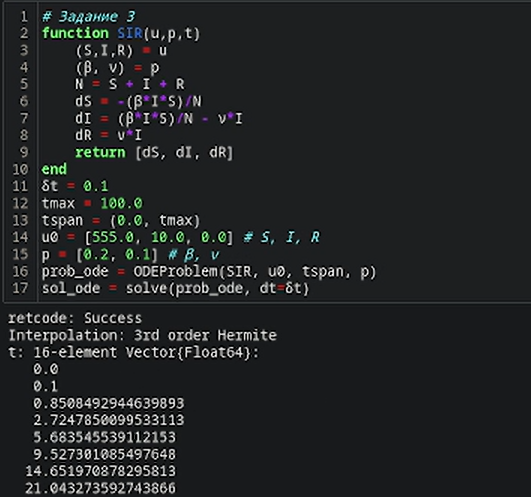 1 # Задание 3
2 function SIR(u,p,t)
3 (S,I,R) = u
4 (β, ν) = p
5 N = S + I + R
6 dS = -(β*I*S)/N
7 dI = (β*I*S)/N - ν*I
8 dR = ν*I
9 return [dS, dI, dR]
10 end
11 δt = 0.1
12 tmax = 100.0
13 tspan = (0.0, tmax)
14 u0 = [555.0, 10.0, 0.0] # S, I, R
15 p = [0.2, 0.1] # β, ν
16 prob_ode = ODEProblem(SIR, u0, tspan, p)
17 sol_ode = solve(prob_ode, dt=δt)
retcode: Success
Interpolation: 3rd order Hermite
t: 16-element Vector{Float64}:
0.0
0.1
0.8508492944639893
2.7247850099533113
5.683545539112153
9.527301085497648
14.651970878295813
21.043273592743866